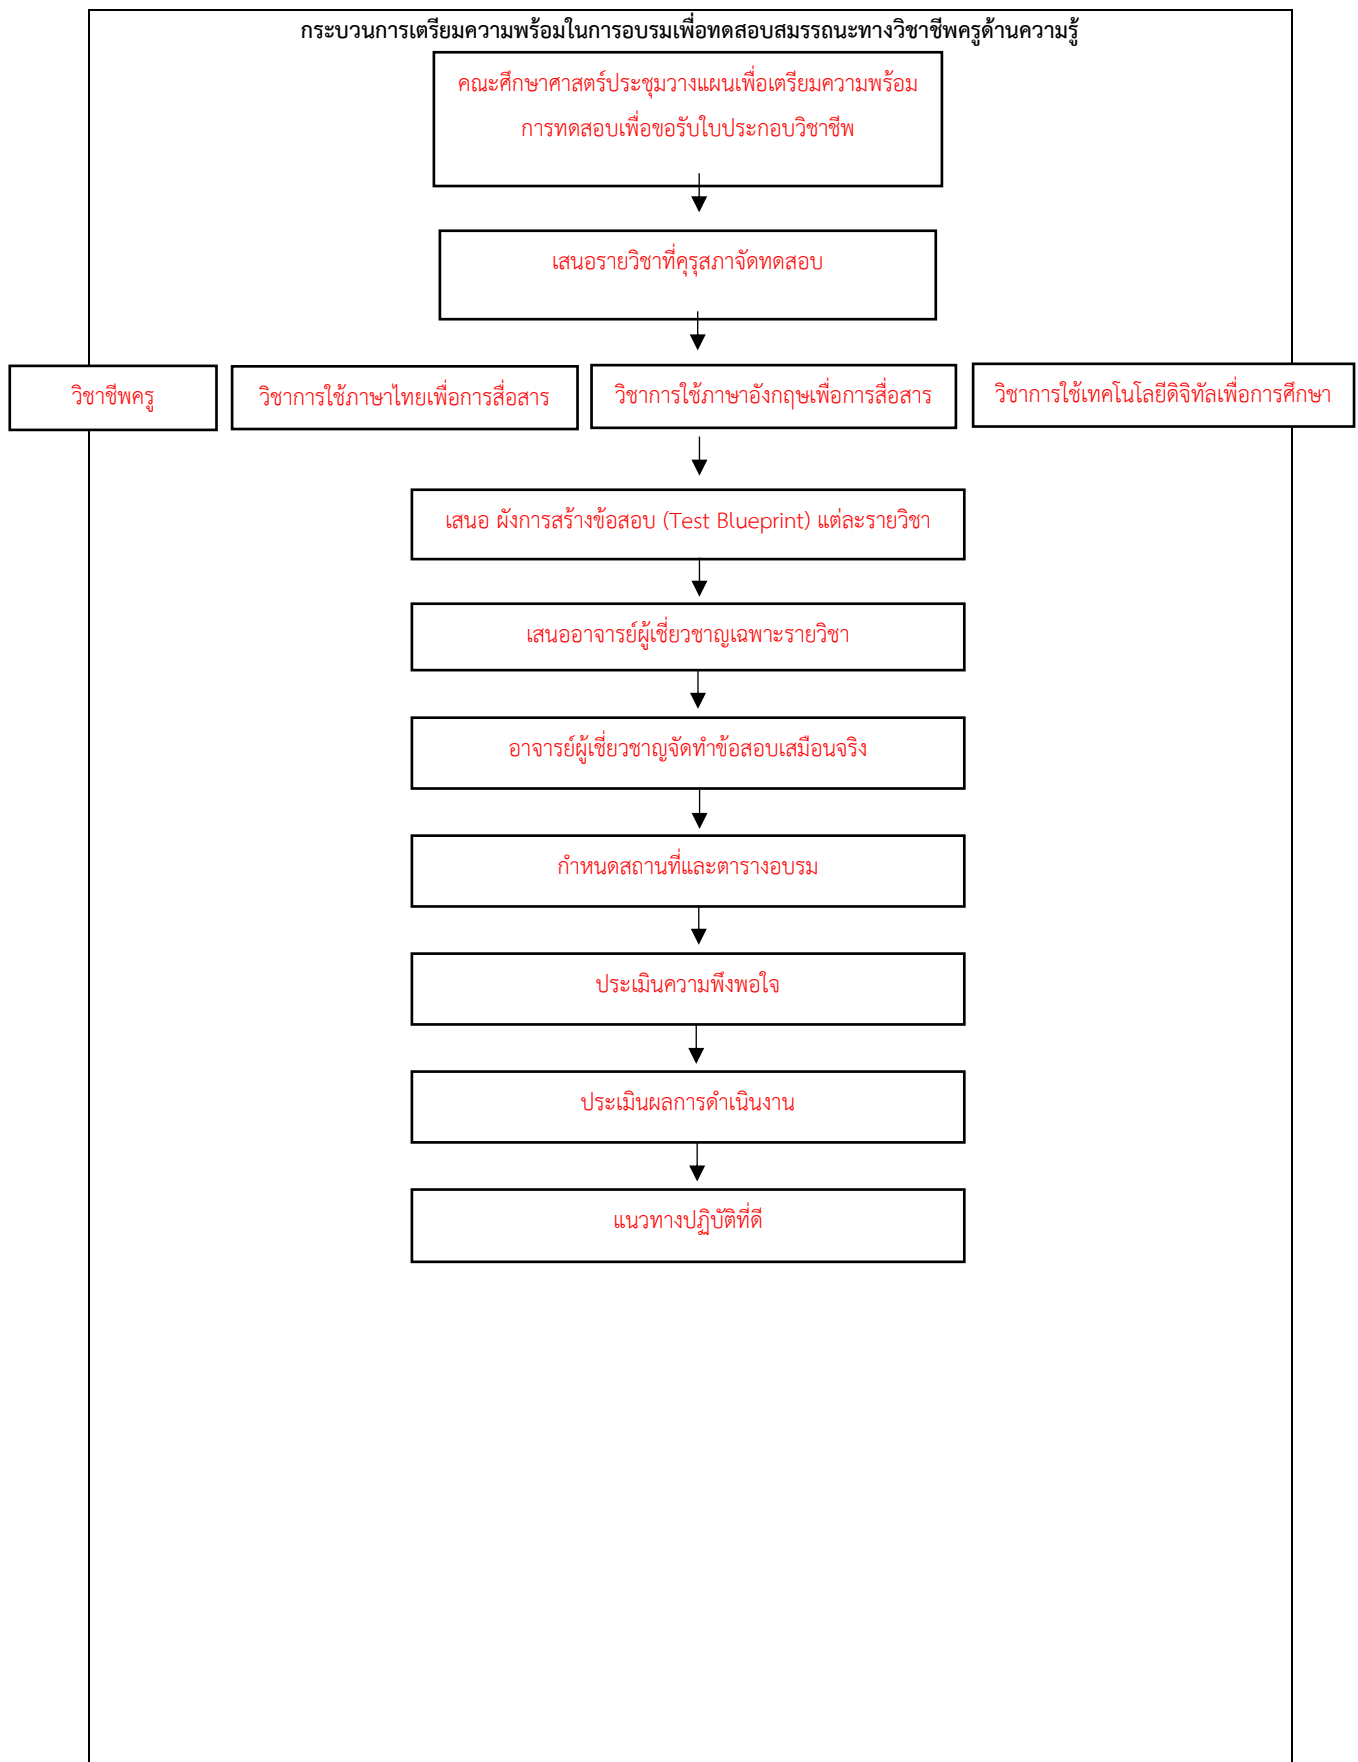 กระบวนการเตรียมความพร้อมในการอบรมเพื่อทดสอบสมรรถนะทางวิชาชีพครูด้านความรู้
คณะศึกษาศาสตร์ประชุมวางแผนเพื่อเตรียมความพร้อม
การทดสอบเพื่อขอรับใบประกอบวิชาชีพ
เสนอรายวิชาที่คุรุสภาจัดทดสอบ
วิชาชีพครู
วิชาการใช้ภาษาไทยเพื่อการสื่อสาร
วิชาการใช้ภาษาอังกฤษเพื่อการสื่อสาร
วิชาการใช้เทคโนโลยีดิจิทัลเพื่อการศึกษา
เสนอ ผังการสร้างข้อสอบ (Test Blueprint) แต่ละรายวิชา
เสนออาจารย์ผู้เชี่ยวชาญเฉพาะรายวิชา
อาจารย์ผู้เชี่ยวชาญจัดทำข้อสอบเสมือนจริง
กำหนดสถานที่และตารางอบรม
ประเมินความพึงพอใจ
ประเมินผลการดำเนินงาน
แนวทางปฏิบัติที่ดี